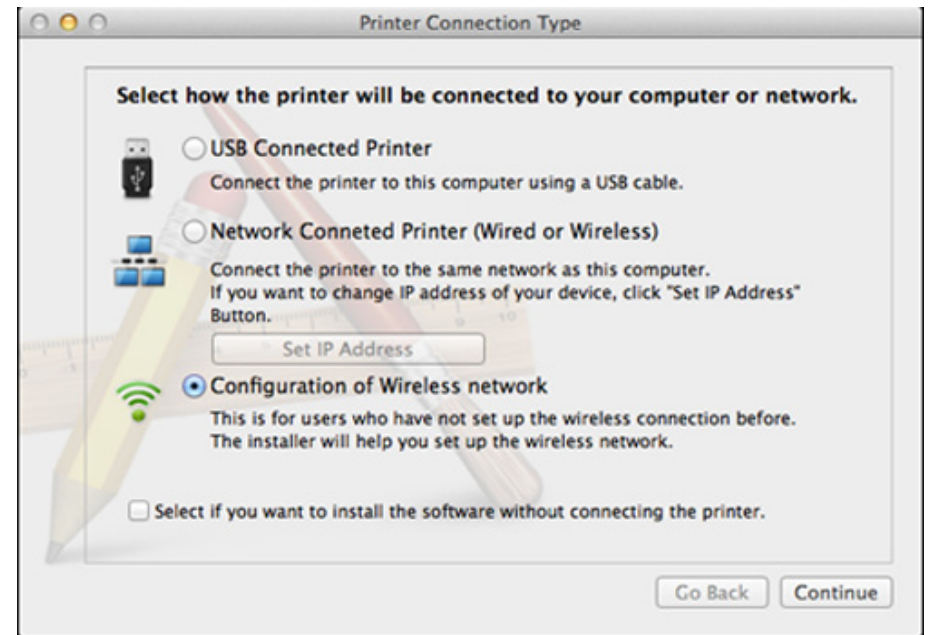 Printer Connection Type
Select how the printer will be connected to your computer or network.
USB Connected Printer
Connect the printer to this computer using a USB cable.
Network Conneted Printer (Wired or Wireless)
Connect the printer to the same network as this computer.
If you want to change IP address of your device, click "Set IP Address"
Button.
Set IP Address
Configuration of Wireless network
This is for users who have not set up the wireless connection before.
The installer will help you set up the wireless network.
Select if you want to install the software without connecting the printer.
Go Back Continue